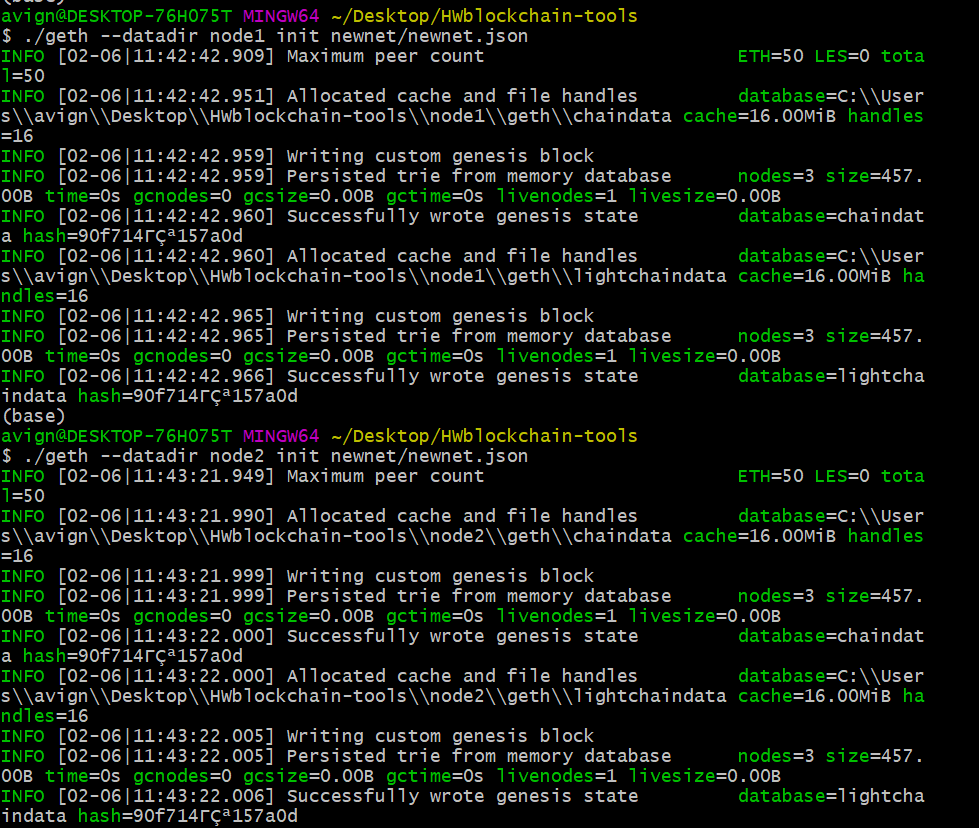 (base)
avign@DESKTOP-76H075T MINGW64 ~/Desktop/HWblockchain-tools
$ ./geth --datadir node1 init newnet/newnet.json
INFO [02-06|11:42:42.909] Maximum peer count                       ETH=50 LES=0 tota
l=50
INFO [02-06|11:42:42.951] Allocated cache and file handles         database=C:\\User
s\\avign\\Desktop\\HWblockchain-tools\\node1\\geth\\chaindata cache=16.00MiB handles
=16
INFO [02-06|11:42:42.959] Writing custom genesis block
INFO [02-06|11:42:42.959] Persisted trie from memory database      nodes=3 size=457.
00B time=0s gcnodes=0 gcsize=0.00B gctime=0s livenodes=1 livesize=0.00B
INFO [02-06|11:42:42.960] Successfully wrote genesis state         database=chaindat
a hash=90f714ΓÇª157a0d
INFO [02-06|11:42:42.960] Allocated cache and file handles         database=C:\\User
s\\avign\\Desktop\\HWblockchain-tools\\node1\\geth\\lightchaindata cache=16.00MiB ha
ndles=16
INFO [02-06|11:42:42.965] Writing custom genesis block
INFO [02-06|11:42:42.965] Persisted trie from memory database      nodes=3 size=457.
00B time=0s gcnodes=0 gcsize=0.00B gctime=0s livenodes=1 livesize=0.00B
INFO [02-06|11:42:42.966] Successfully wrote genesis state         database=lightcha
indata hash=90f714ΓÇª157a0d
(base)
avign@DESKTOP-76H075T MINGW64 ~/Desktop/HWblockchain-tools
$ ./geth --datadir node2 init newnet/newnet.json
INFO [02-06|11:43:21.949] Maximum peer count                       ETH=50 LES=0 tota
l=50
INFO [02-06|11:43:21.990] Allocated cache and file handles         database=C:\\User
s\\avign\\Desktop\\HWblockchain-tools\\node2\\geth\\chaindata cache=16.00MiB handles
=16
INFO [02-06|11:43:21.999] Writing custom genesis block
INFO [02-06|11:43:21.999] Persisted trie from memory database      nodes=3 size=457.
00B time=0s gcnodes=0 gcsize=0.00B gctime=0s livenodes=1 livesize=0.00B
INFO [02-06|11:43:22.000] Successfully wrote genesis state         database=chaindat
a hash=90f714ΓÇª157a0d
INFO [02-06|11:43:22.000] Allocated cache and file handles         database=C:\\User
s\\avign\\Desktop\\HWblockchain-tools\\node2\\geth\\lightchaindata cache=16.00MiB ha
ndles=16
INFO [02-06|11:43:22.005] Writing custom genesis block
INFO [02-06|11:43:22.005] Persisted trie from memory database      nodes=3 size=457.
00B time=0s gcnodes=0 gcsize=0.00B gctime=0s livenodes=1 livesize=0.00B
INFO [02-06|11:43:22.006] Successfully wrote genesis state         database=lightcha
indata hash=90f714ΓÇª157a0d